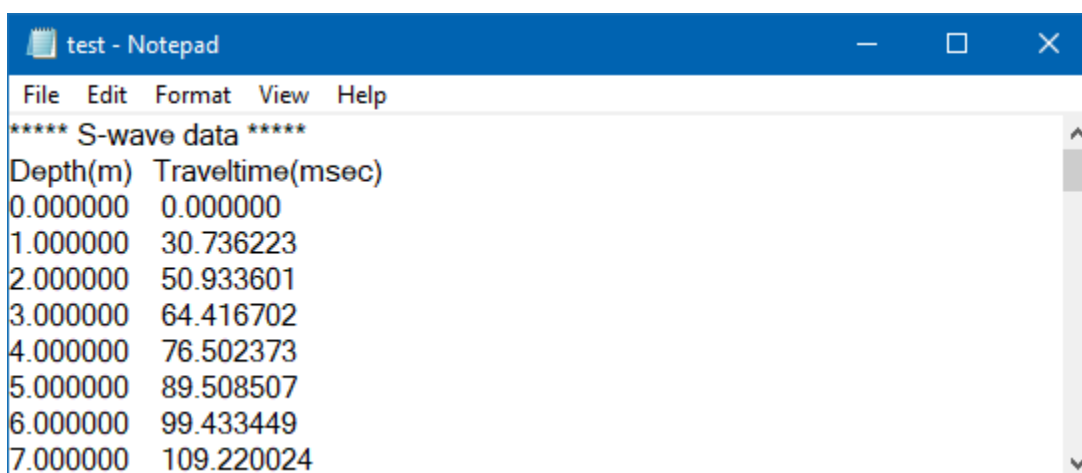 test - Notepad
File Edit Format View Help
***** S-wave data *****
Depth(m) Traveltime(msec)
0.000000 0.000000
1.000000 30.736223
2.000000 50.933601
3.000000 64.416702
4.000000 76.502373
5.000000 89.508507
6.000000 99.433449
7.000000 109.220024